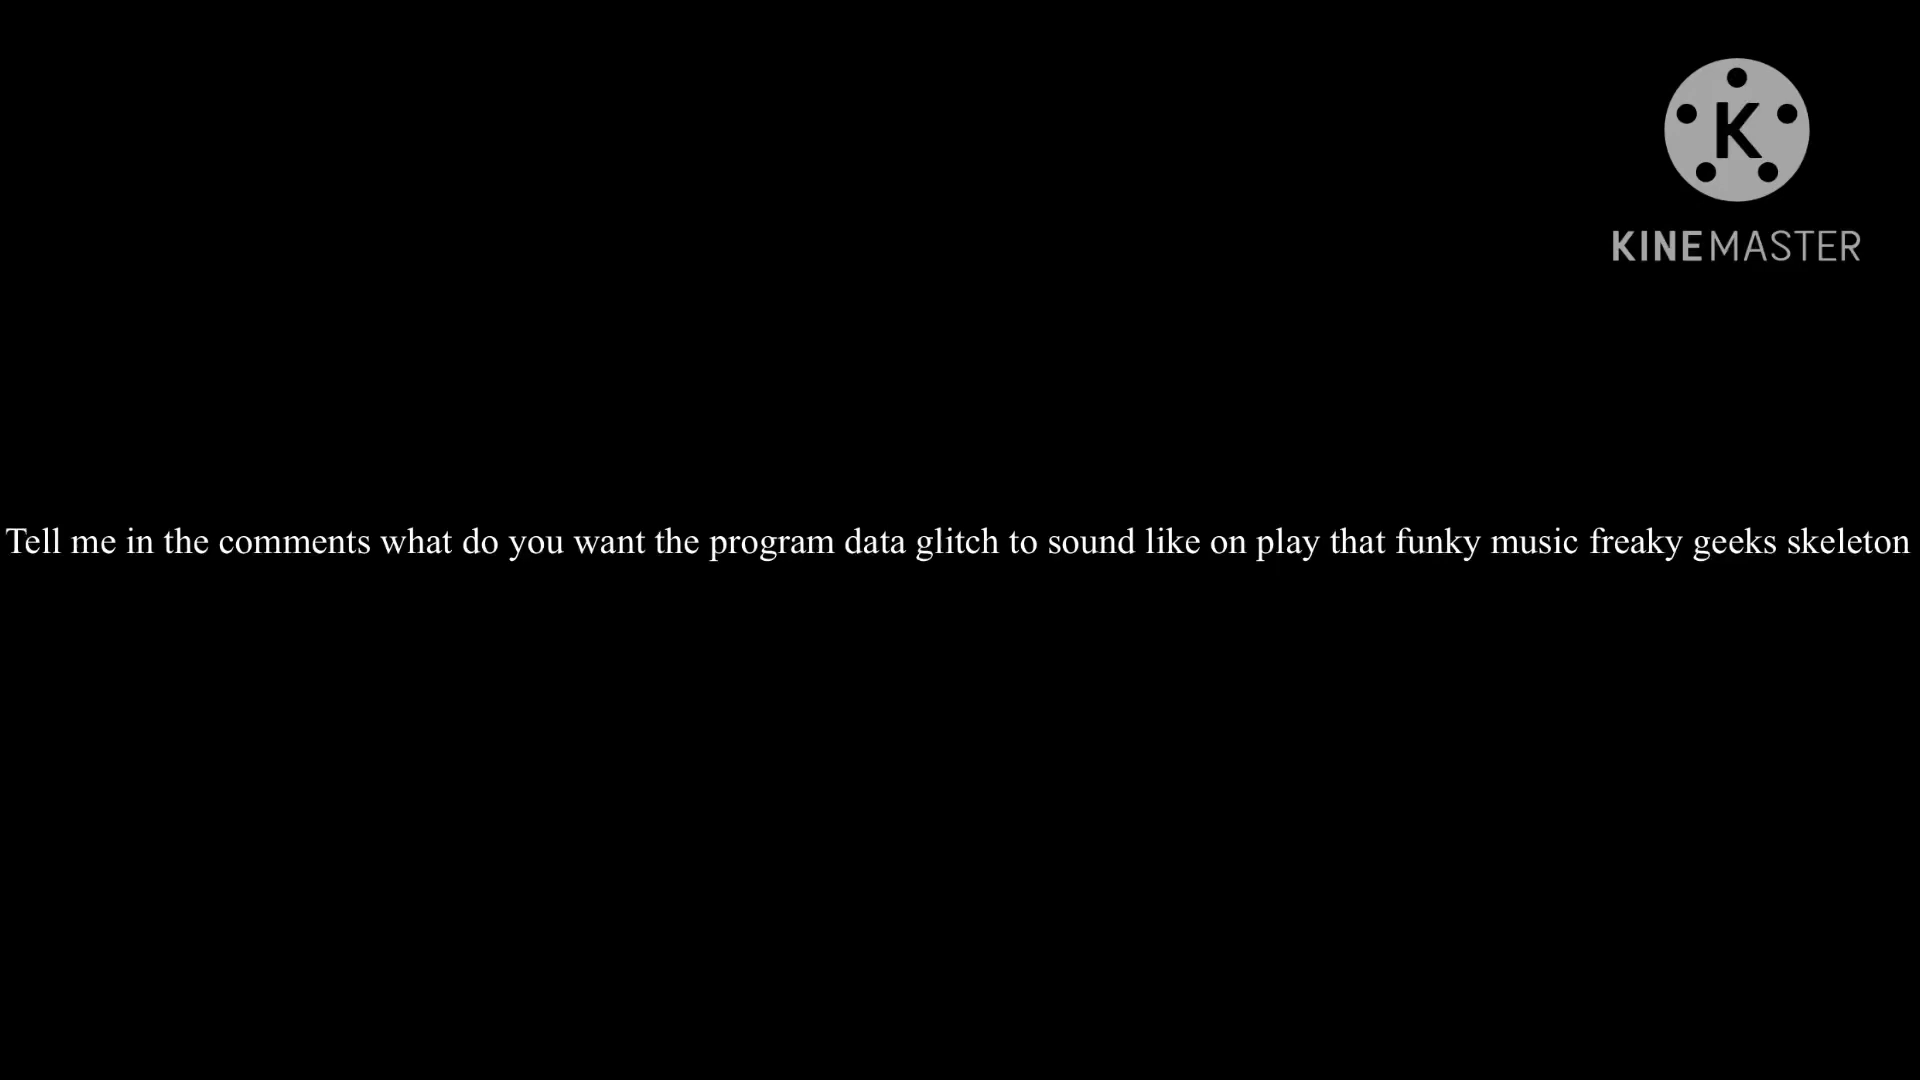 K
KINEMASTER
Tell me in the comments what do you want the program data glitch to sound like on play that funky music freaky geeks skeleton